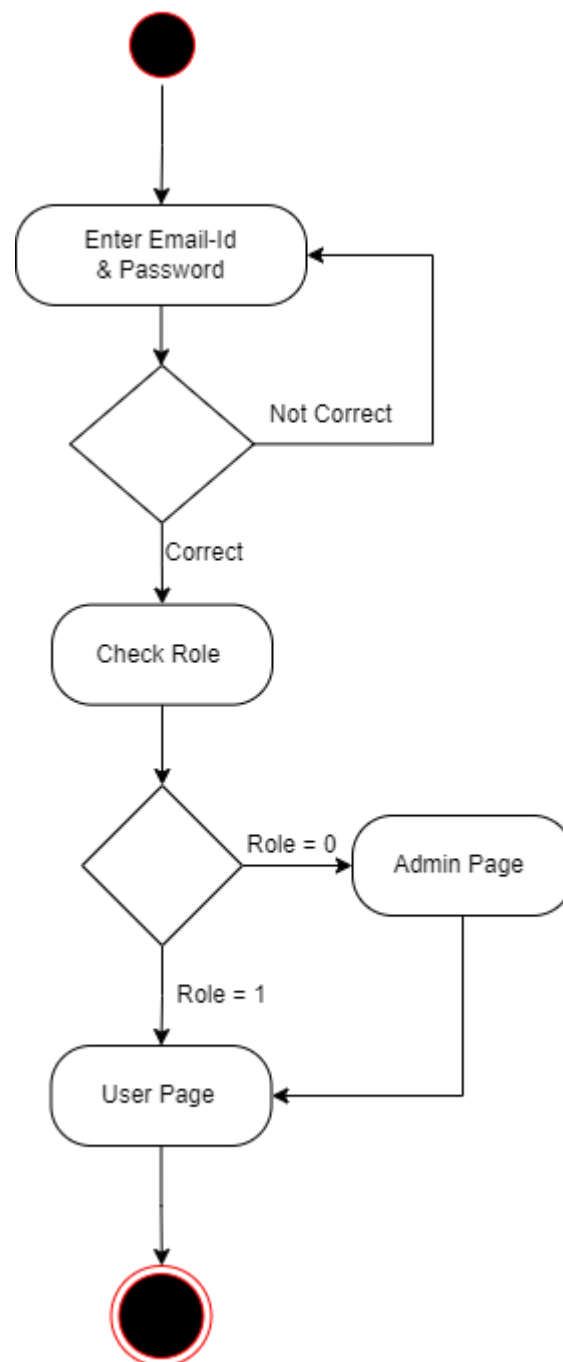 Enter Email-Id
& Password
Not Correct
Correct
Check Role
Role = 0
Admin Page
Role = 1
User Page